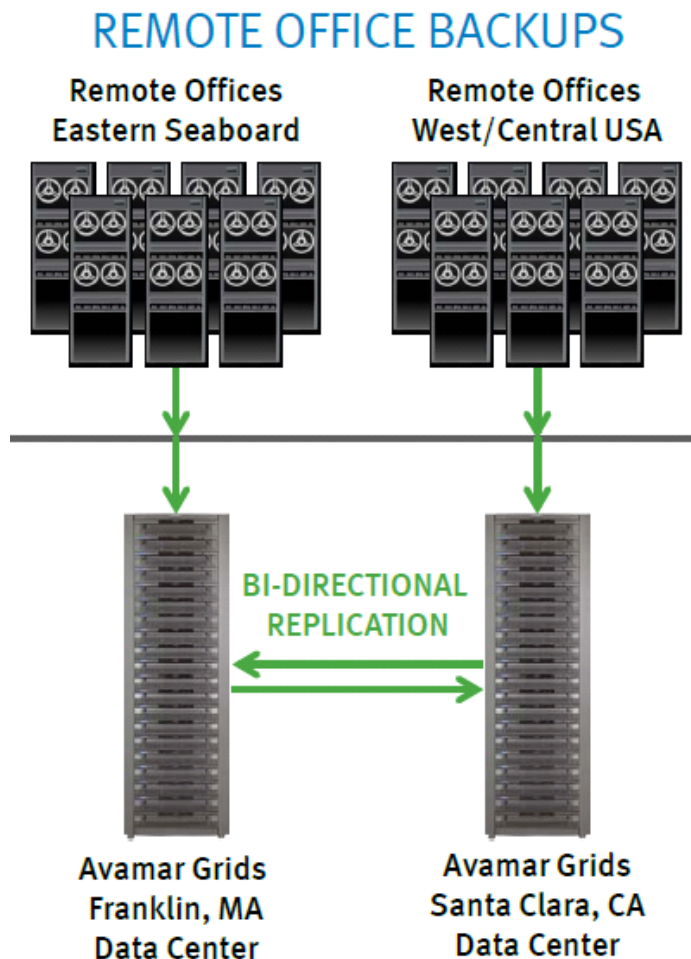 REMOTE OFFICE BACKUPS
Remote Offices
Eastern Seaboard
Remote Offices
West/Central USA
BI-DIRECTIONAL
REPLICATION
Avamar Grids
Franklin, MA
Data Center
Avamar Grids
Santa Clara, CA
Data Center